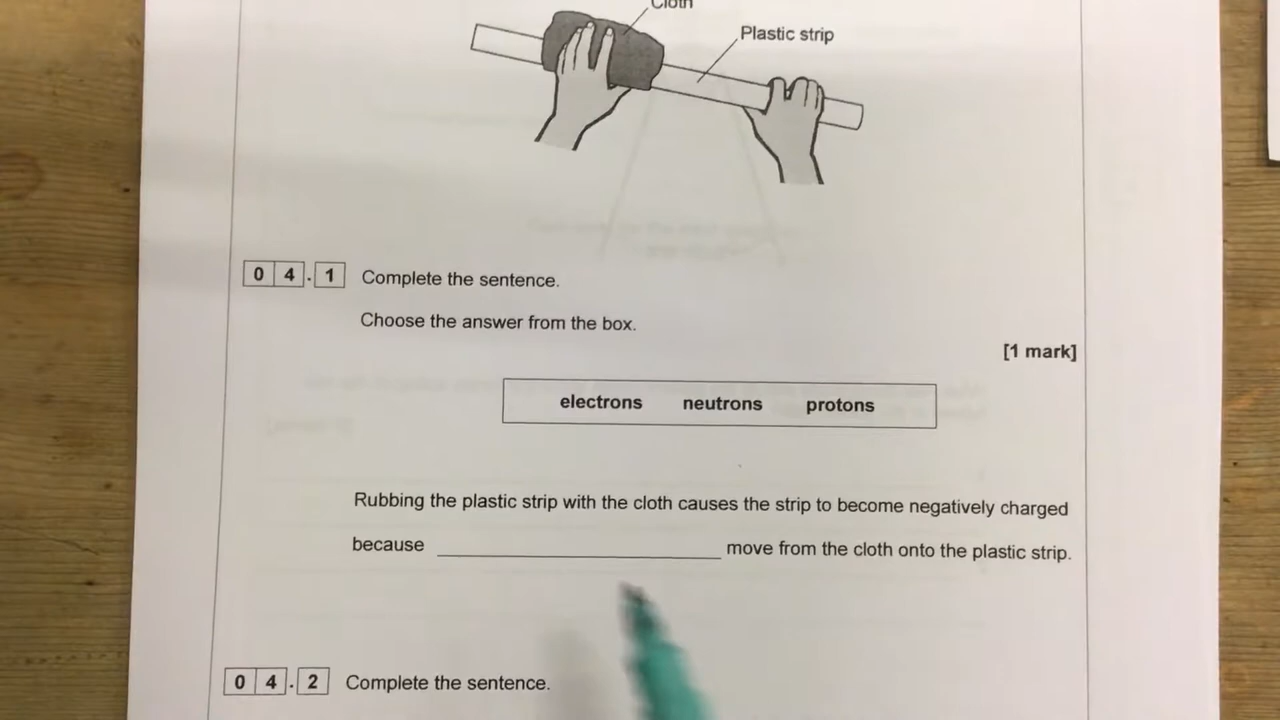 Cloth
Plastic strip
0 4 . 1 Complete the sentence.
Choose the answer from the box.
[1 mark]
electrons neutrons protons
Rubbing the plastic strip with the cloth causes the strip to become negatively charged
because ____________________ move from the cloth onto the plastic strip.
0 4 . 2 Complete the sentence.